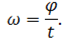 ω = φ/t.